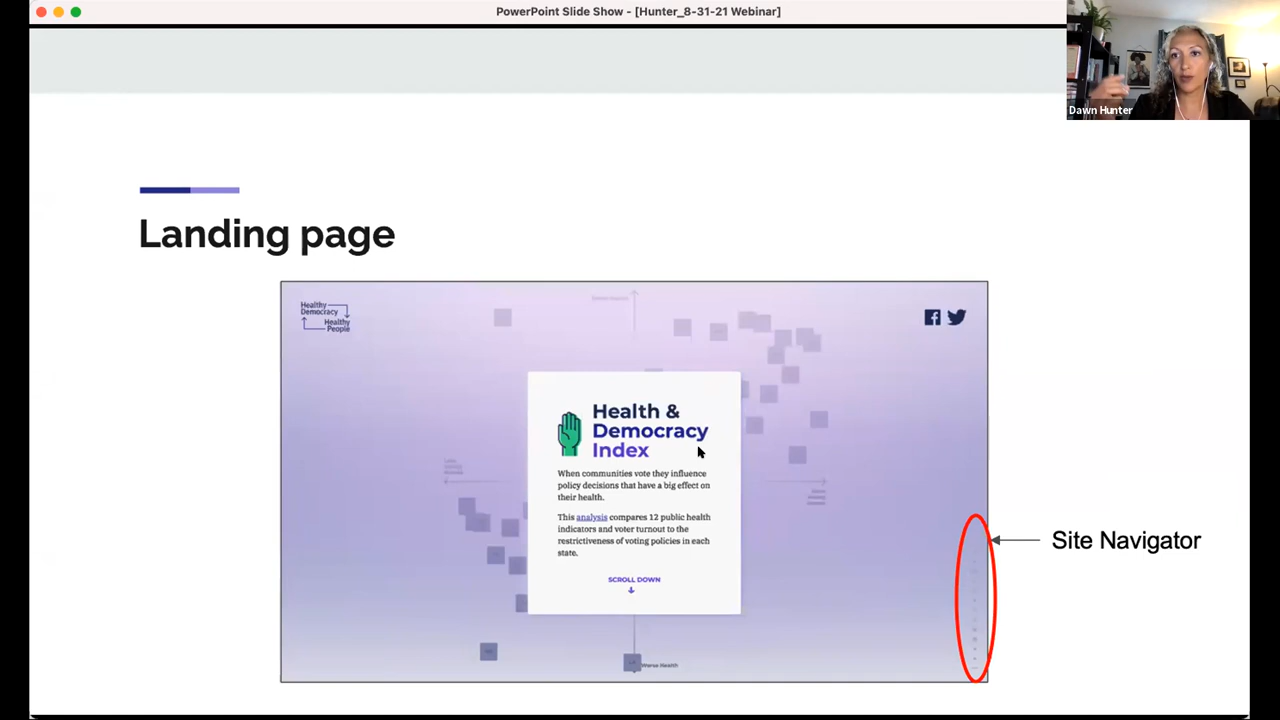 PowerPoint Slide Show - [Hunter_8-31-21 Webinar]
Dawn Hunter
Landing page
Healthy
Democracy
Healthy
People
Health &
Democracy
Index
When communities vote they influence
policy decisions that have a big effect on
their health.
This analysis compares 12 public health
indicators and voter turnout to the
restrictiveness of voting policies in each
state.
SCROLL DOWN
Site Navigator
Worse Health